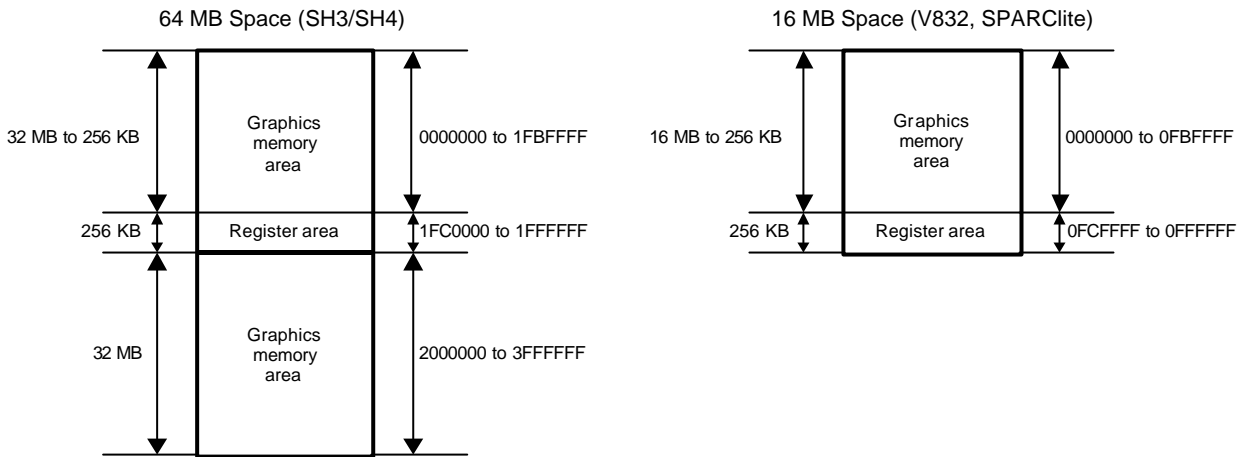 64 MB Space (SH3/SH4)
32 MB to 256 KB
Graphics
memory
area
0000000 to 1FBFFFF
256 KB
Register area
1FC0000 to 1FFFFFF
32 MB
Graphics
memory
area
2000000 to 3FFFFFF
16 MB Space (V832, SPARClite)
16 MB to 256 KB
Graphics
memory
area
0000000 to 0FBFFFF
256 KB
Register area
0FCFFFF to 0FFFFFF